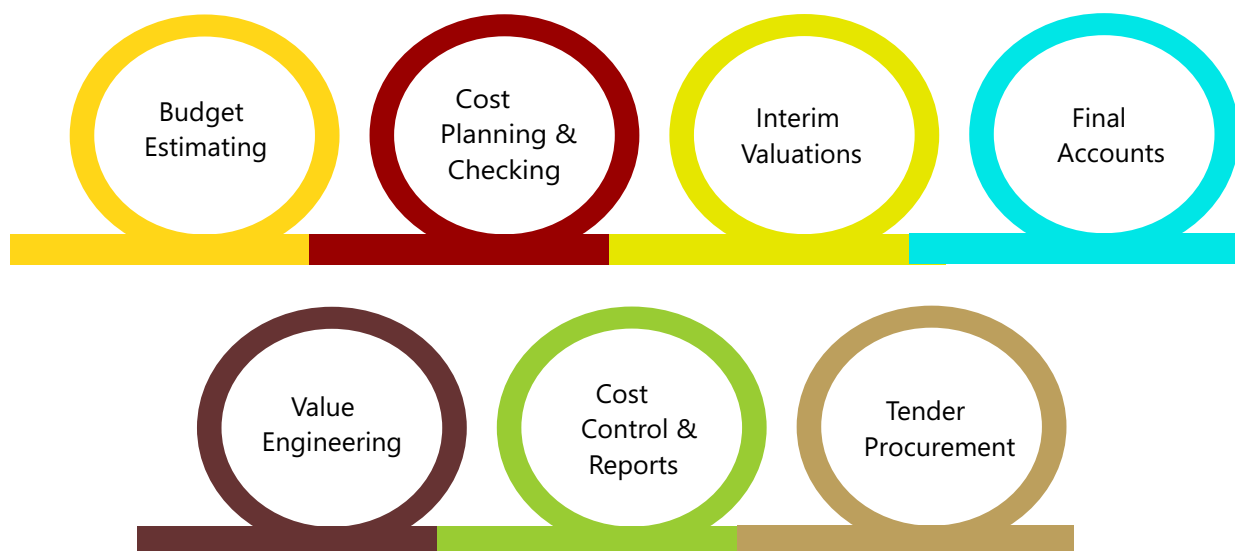 Budget
Estimating
Cost
Planning &
Checking
Interim
Valuations
Final
Accounts
Value
Engineering
Cost
Control &
Reports
Tender
Procurement